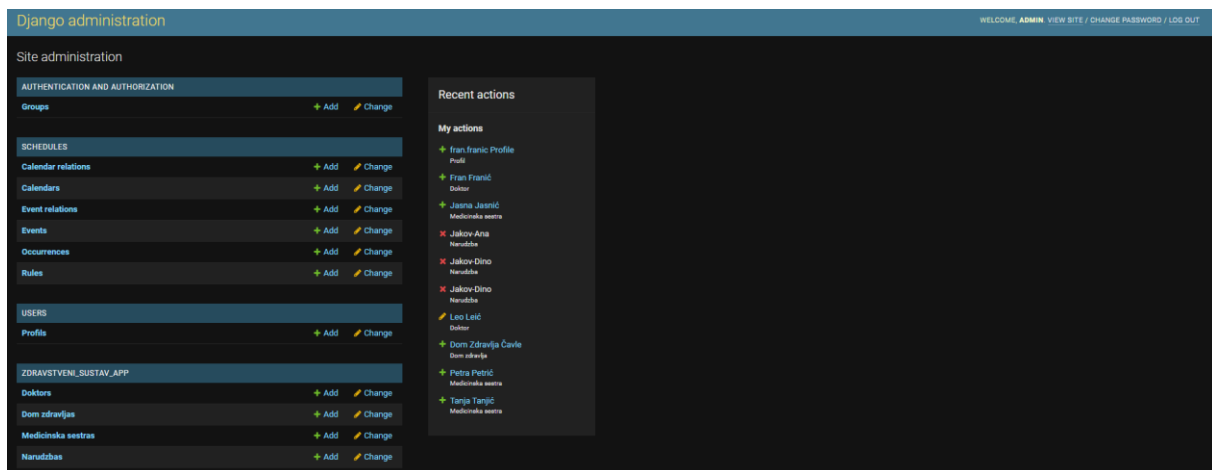 Django administration
WELCOME, ADMIN. VIEW SITE / CHANGE PASSWORD / LOG OUT
Site administration
AUTHENTICATION AND AUTHORIZATION
Groups + Add Change
SCHEDULES
Calendar relations + Add Change
Calendars + Add Change
Event relations + Add Change
Events + Add Change
Occurrences + Add Change
Rules + Add Change
USERS
Profils + Add Change
ZDRAVSTVENI_SUSTAV_APP
Doktors + Add Change
Dom zdravljas + Add Change
Medicinska sestras + Add Change
Narudzbas + Add Change
Recent actions
My actions
+ fran.franic Profile
Profil
+ Fran Franić
Doktor
+ Jasna Jasnić
Medicinska sestra
Jakov-Ana
Narudzba
Jakov-Dino
Narudzba
Jakov-Dino
Narudzba
Leo Leić
Doktor
+ Dom Zdravlja Čavle
Dom zdravlja
+ Petra Petrić
Medicinska sestra
+ Tanja Tanjić
Medicinska sestra